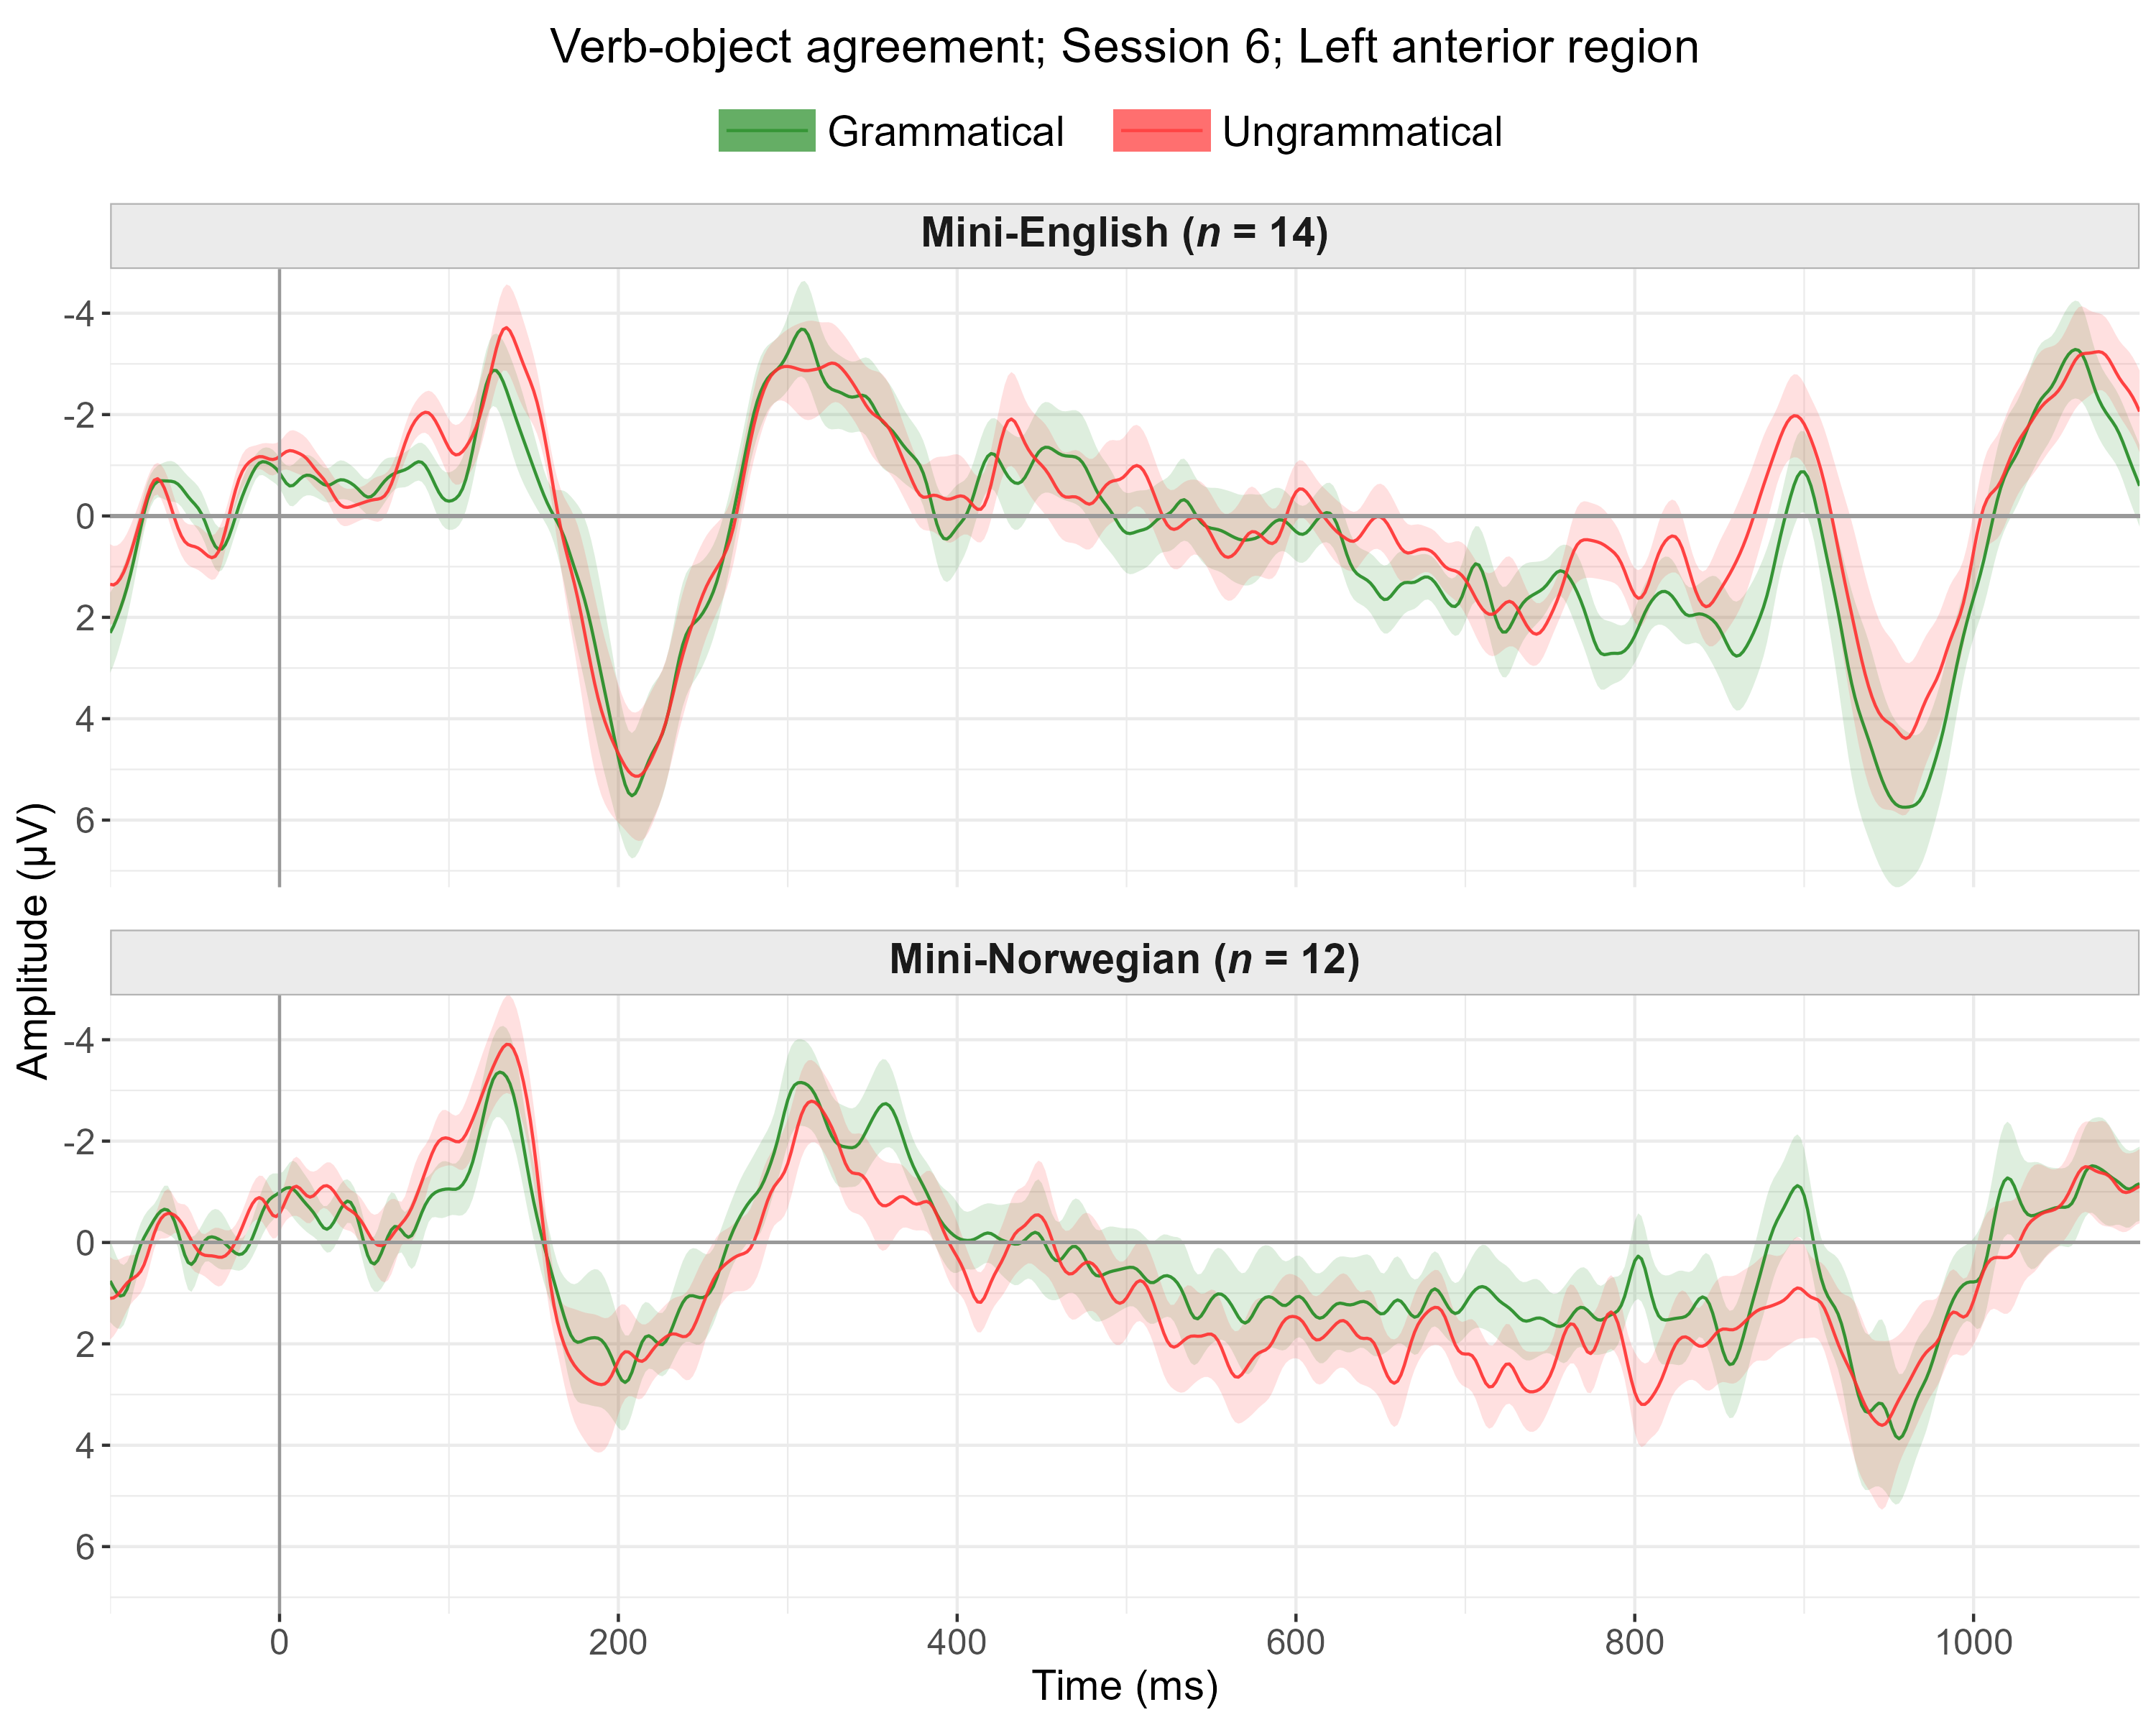 Verb-object agreement; Session 6; Left anterior region
Grammatical Ungrammatical
Mini-English (n = 14)
-4
-2
0
2
4
6
Amplitude (µV)
Mini-Norwegian (n = 12)
-4
-2
0
2
4
6
0 200 400 600 800 1000
Time (ms)